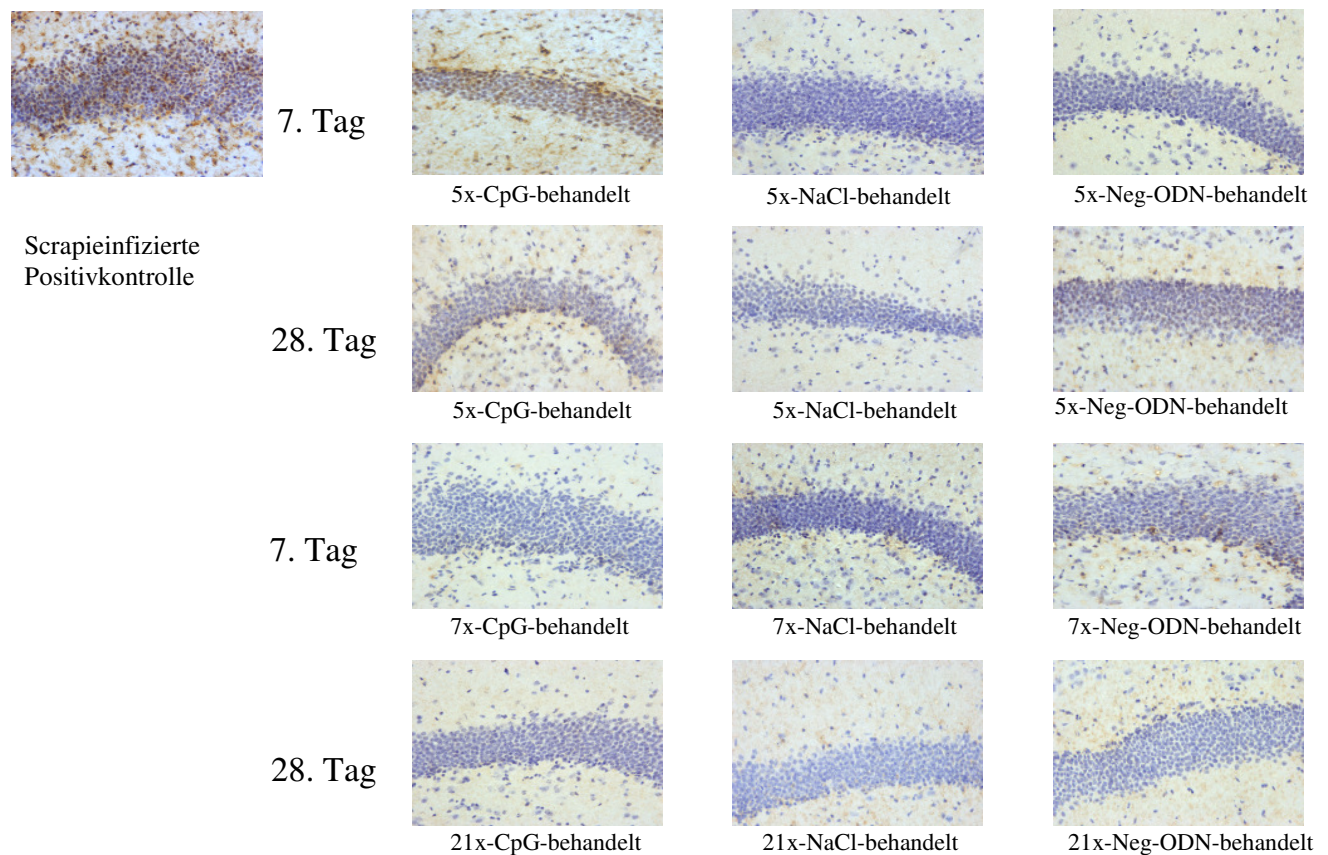 7. Tag
5x-CpG-behandelt
5x-NaCl-behandelt
5x-Neg-ODN-behandelt
Scrapieinfizierte
Positivkontrolle
28. Tag
5x-CpG-behandelt
5x-NaCl-behandelt
5x-Neg-ODN-behandelt
7. Tag
7x-CpG-behandelt
7x-NaCl-behandelt
7x-Neg-ODN-behandelt
28. Tag
21x-CpG-behandelt
21x-NaCl-behandelt
21x-Neg-ODN-behandelt